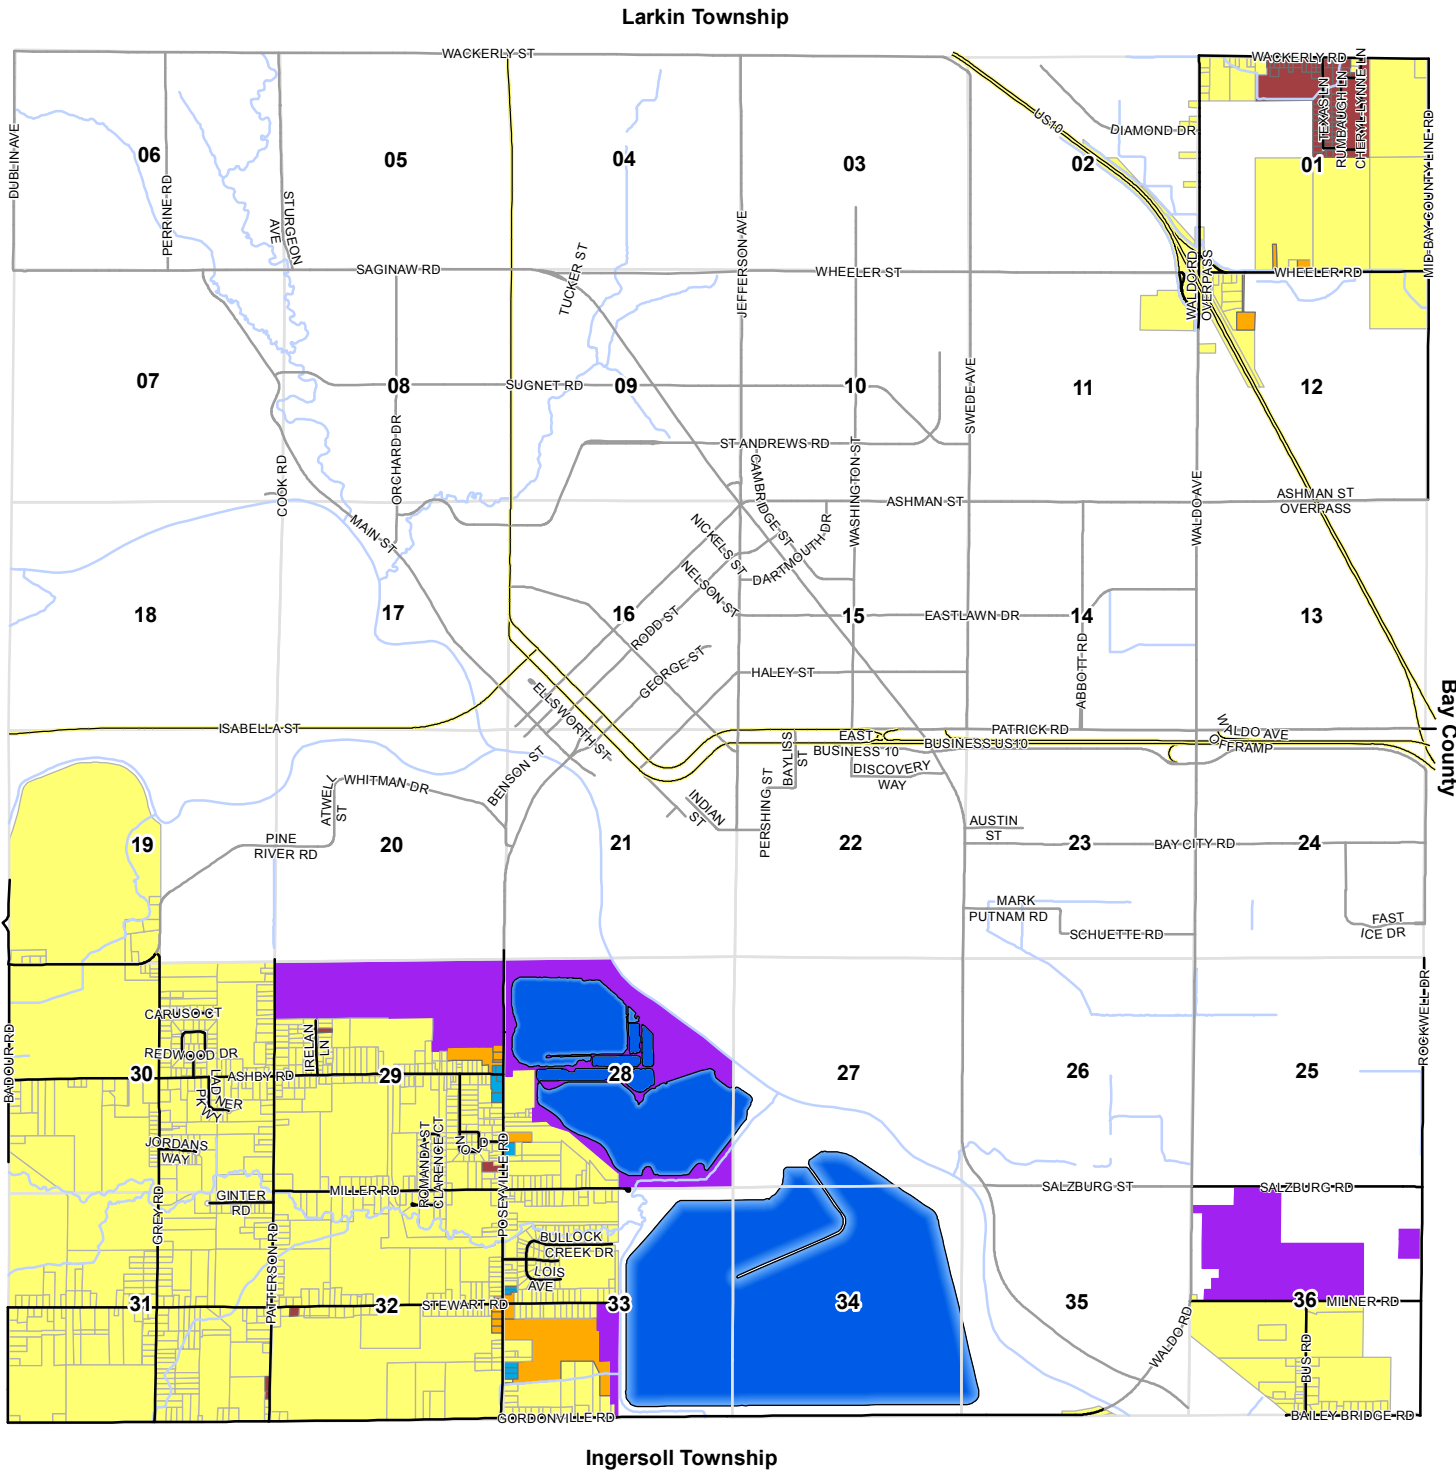 Larkin Township
WACKERLY ST
WACKERLY RD
US10
DIAMOND DR
TEXAS LN
RUMBAUGH LN
CHERYL-LYNNE LN
MID-BAY COUNTY LINE RD
DUBLIN AVE
PERRINE RD
STURGEON
AVE
06
05
04
03
02
01
SAGINAW RD
TUCKER ST
JEFFERSON AVE
WHEELER ST
WALDO RD
OVERPASS
WHEELER RD
07
08
09
10
11
12
SUGNET RD
SWEDE AVE
ORCHARD DR
COOK RD
ST ANDREWS RD
CAMBRIDGE ST
WASHINGTON ST
ASHMAN ST
WALDO AVE
ASHMAN ST
OVERPASS
MAIN ST
NICKELS ST
DARTMOUTH DR
NELSON ST
18
17
16
15
14
13
RODD ST
EASTLAWN DR
ABBOTT RD
GEORGE ST
HALEY ST
ELLSWORTH ST
ISABELLA ST
PATRICK RD
EAST
BUSINESS 10
BUSINESS US10
WALDO AVE
OFFRAMP
Bay County
BAYLISS
ST
DISCOVERY
WAY
BENSON ST
WHITMAN DR
ATWELL
ST
INDIAN
ST
PERSHING ST
AUSTIN
ST
PINE
RIVER RD
19
20
21
22
23
24
BAY CITY RD
MARK
PUTNAM RD
SCHUETTE RD
FAST
ICE DR
ROCKWELL DR
BADOUR RD
CARUSO CT
REDWOOD DR
IRELAN
LN
LADNER
PKWY
ASHBY RD
30
29
28
27
26
25
JORDANS
WAY
ROMANDA ST
CLARENCE CT
POSEYVILLE RD
GINTER
RD
MILLER RD
SALZBURG ST
SALZBURG RD
GREY RD
PATTERSON RD
BULLOCK
CREEK DR
LOIS
AVE
31
32
STEWART RD
33
34
35
36
MILNER RD
WALDO RD
BUS RD
GORDONVILLE RD
BAILEY BRIDGE RD
Ingersoll Township